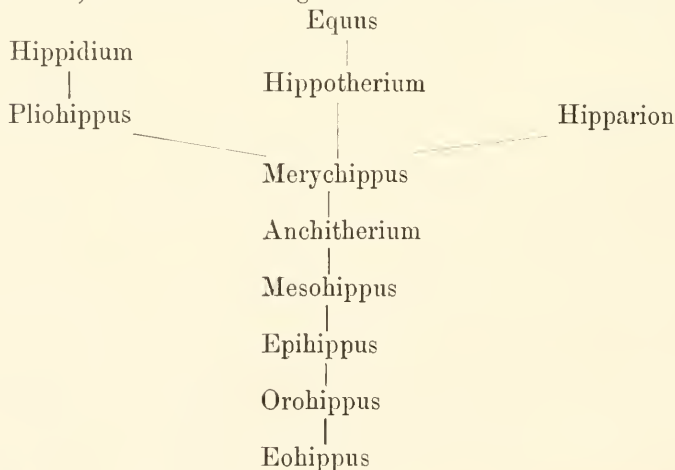 Equus
Hippidium
Hippotherium
Pliohippus
Hipparion
Merychippus
Anchitherium
Mesohippus
Epihippus
Orohippus
Eohippus